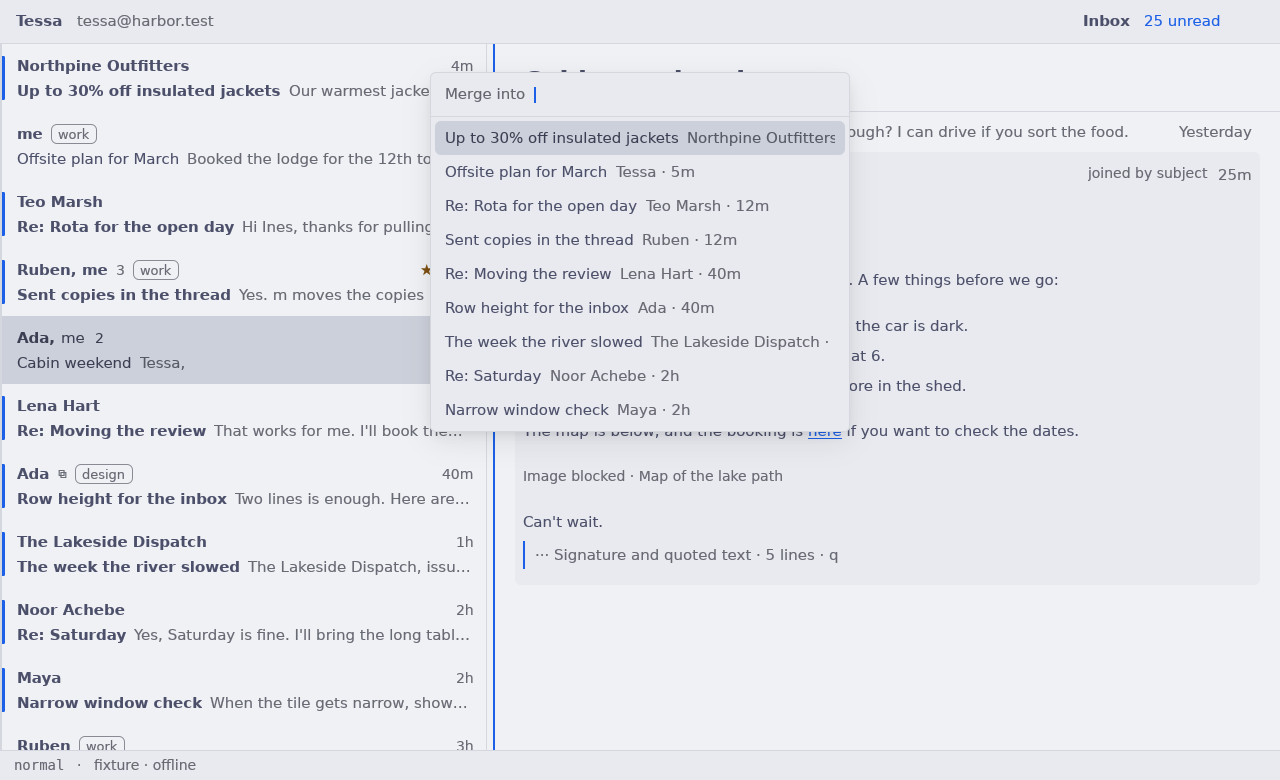 Tessa tessa@harbor.test
Inbox 25 unread
Northpine Outfitters 4m
Up to 30% off insulated jackets Our warmest jacke
me work
Offsite plan for March Booked the lodge for the 12th to
Teo Marsh
Re: Rota for the open day Hi Ines, thanks for pulling
Ruben, me 3 work ★
Sent copies in the thread Yes. m moves the copies
Ada, me 2
Cabin weekend Tessa,
Lena Hart
Re: Moving the review That works for me. I'll book the…
Ada design 40m
Row height for the inbox Two lines is enough. Here are…
The Lakeside Dispatch 1h
The week the river slowed The Lakeside Dispatch, issu…
Noor Achebe 2h
Re: Saturday Yes, Saturday is fine. I'll bring the long tabl…
Maya 2h
Narrow window check When the tile gets narrow, show…
Ruben work 3h
Merge into
Up to 30% off insulated jackets Northpine Outfitters
Offsite plan for March Tessa · 5m
Re: Rota for the open day Teo Marsh · 12m
Sent copies in the thread Ruben · 12m
Re: Moving the review Lena Hart · 40m
Row height for the inbox Ada · 40m
The week the river slowed The Lakeside Dispatch ·
Re: Saturday Noor Achebe · 2h
Narrow window check Maya · 2h
ough? I can drive if you sort the food. Yesterday
joined by subject 25m
. A few things before we go:
the car is dark.
at 6.
ore in the shed.
The map is below, and the booking is here if you want to check the dates.
Image blocked · Map of the lake path
Can't wait.
··· Signature and quoted text · 5 lines · q
normal · fixture · offline